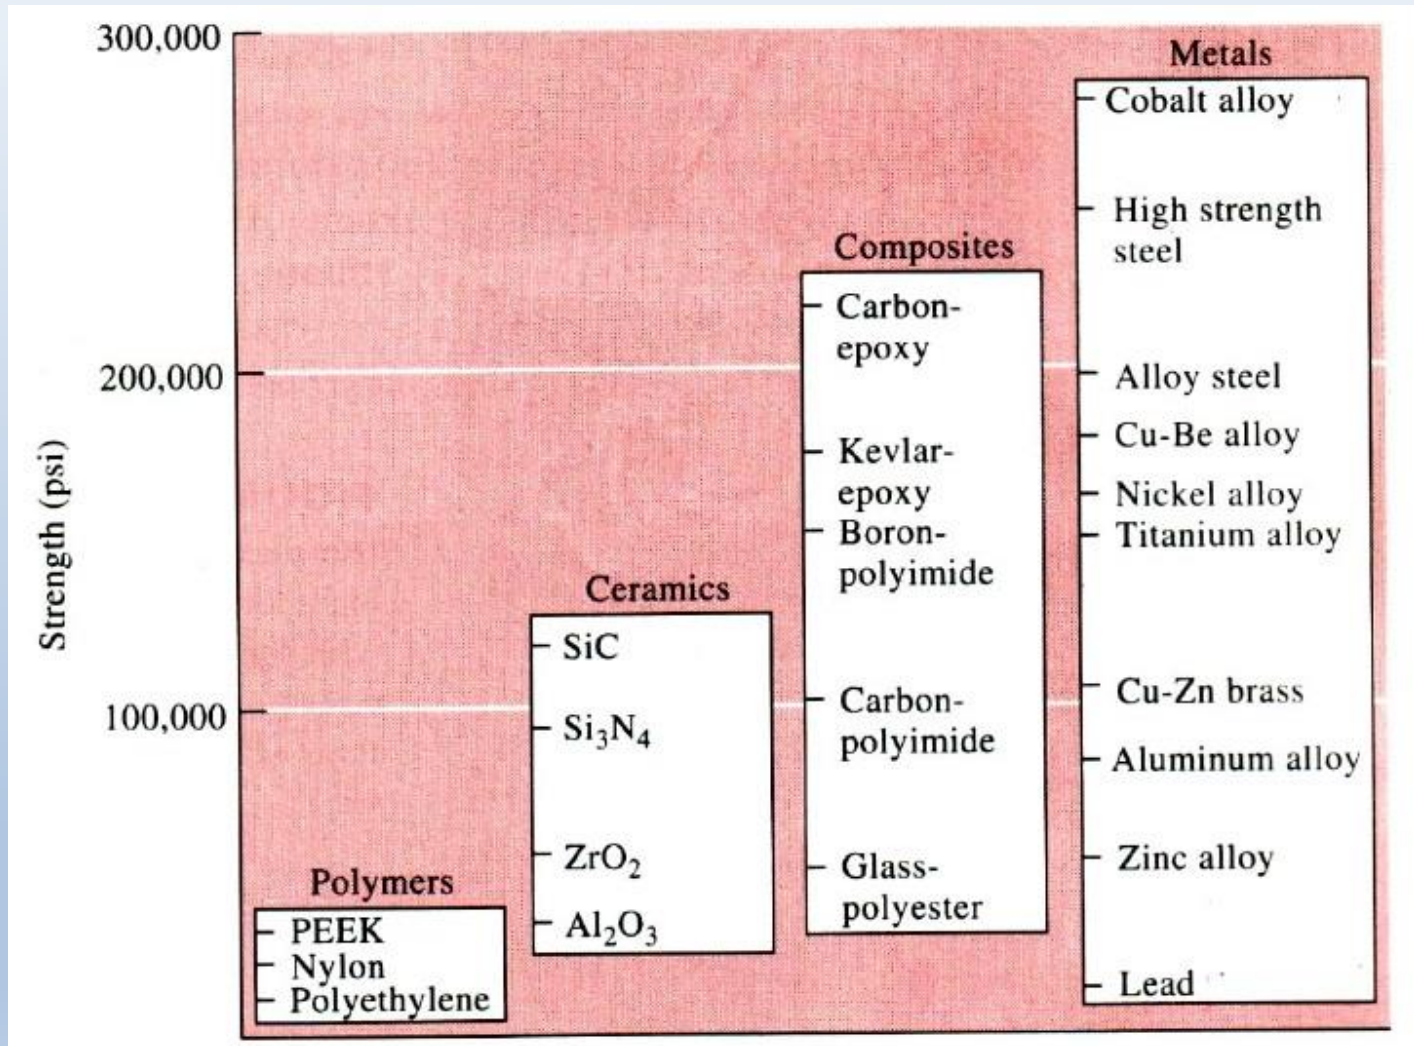 300,000
200,000
100,000
Strength (psi)
Polymers
PEEK
Nylon
Polyethylene
Ceramics
SiC
Si₃N₄
ZrO₂
Al₂O₃
Composites
Carbon-
epoxy
Kevlar-
epoxy
Boron-
polyimide
Carbon-
polyimide
Glass-
polyester
Metals
Cobalt alloy
High strength
steel
Alloy steel
Cu-Be alloy
Nickel alloy
Titanium alloy
Cu-Zn brass
Aluminum alloy
Zinc alloy
Lead